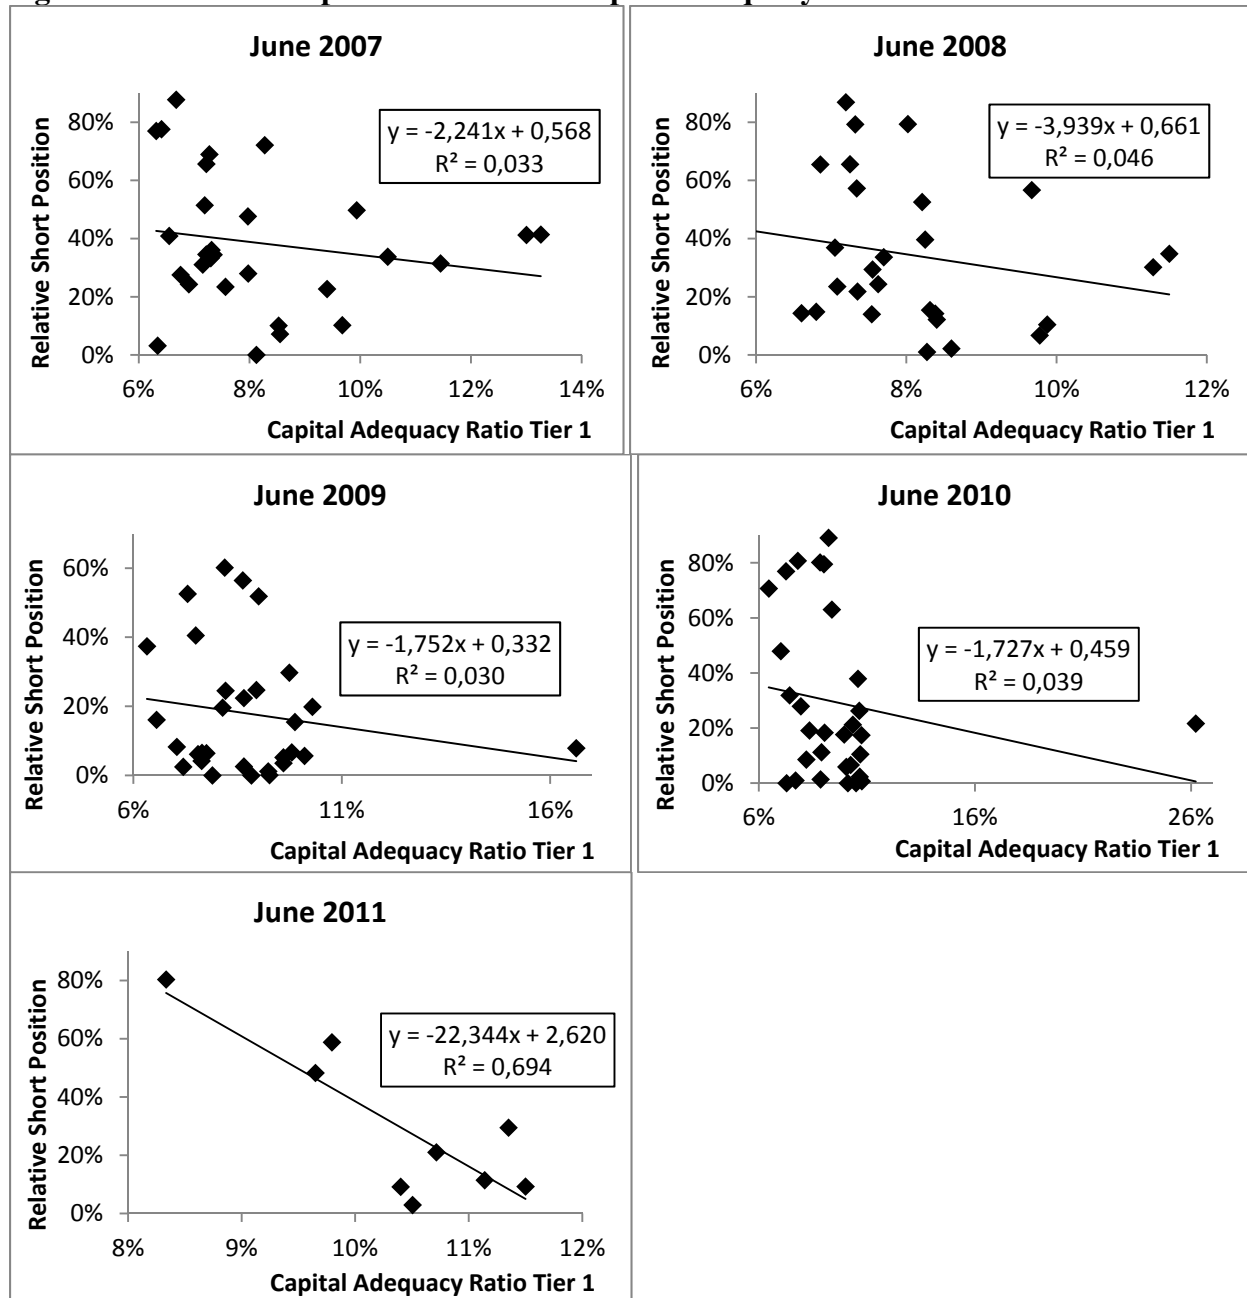 June 2007
Relative Short Position
80%
60%
40%
20%
0%
y = -2,241x + 0,568
R² = 0,033
6% 8% 10% 12% 14%
Capital Adequacy Ratio Tier 1
June 2008
Relative Short Position
80%
60%
40%
20%
0%
y = -3,939x + 0,661
R² = 0,046
6% 8% 10% 12%
Capital Adequacy Ratio Tier 1
June 2009
Relative Short Position
60%
40%
20%
0%
y = -1,752x + 0,332
R² = 0,030
6% 11% 16%
Capital Adequacy Ratio Tier 1
June 2010
Relative Short Position
80%
60%
40%
20%
0%
y = -1,727x + 0,459
R² = 0,039
6% 16% 26%
Capital Adequacy Ratio Tier 1
June 2011
Relative Short Position
80%
60%
40%
20%
0%
y = -22,344x + 2,620
R² = 0,694
8% 9% 10% 11% 12%
Capital Adequacy Ratio Tier 1